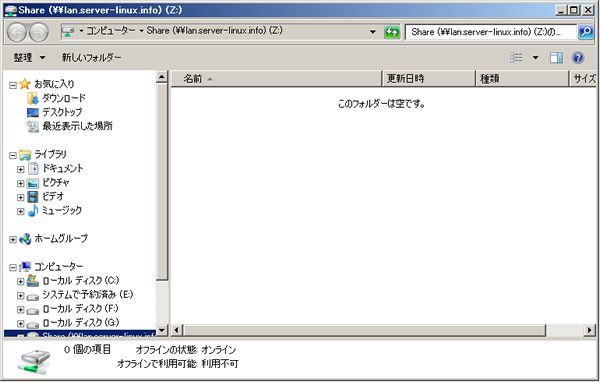 Share (¥¥lan.server-linux.info) (Z:)
コンピューター ▸ Share (¥¥lan.server-linux.info) (Z:)
Share (¥¥lan.server-linux.info) (Z:)の...
整理 新しいフォルダー
名前 更新日時 種類 サイズ
このフォルダーは空です。
お気に入り
ダウンロード
デスクトップ
最近表示した場所
ライブラリ
ドキュメント
ピクチャ
ビデオ
ミュージック
ホームグループ
コンピューター
ローカル ディスク (C:)
システムで予約済み (E:)
ローカル ディスク (F:)
ローカル ディスク (G:)
Share (¥¥lan.server-linux.inf
0 個の項目 オフラインの状態: オンライン
オフラインで利用可能: 利用不可